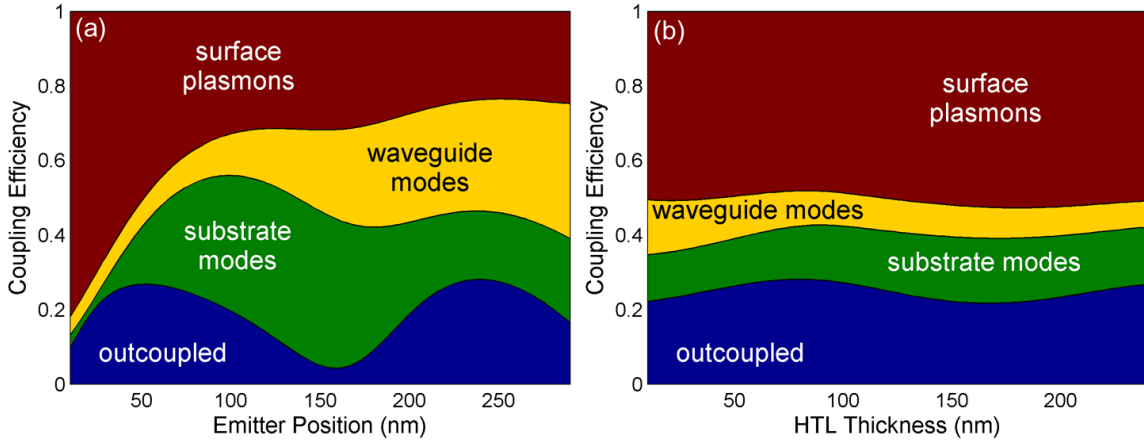 (a)
surface
plasmons
waveguide
modes
substrate
modes
outcoupled
Coupling Efficiency
1
0.8
0.6
0.4
0.2
0
50
100
150
200
250
Emitter Position (nm)
(b)
surface
plasmons
waveguide modes
substrate modes
outcoupled
Coupling Efficiency
1
0.8
0.6
0.4
0.2
0
50
100
150
200
HTL Thickness (nm)